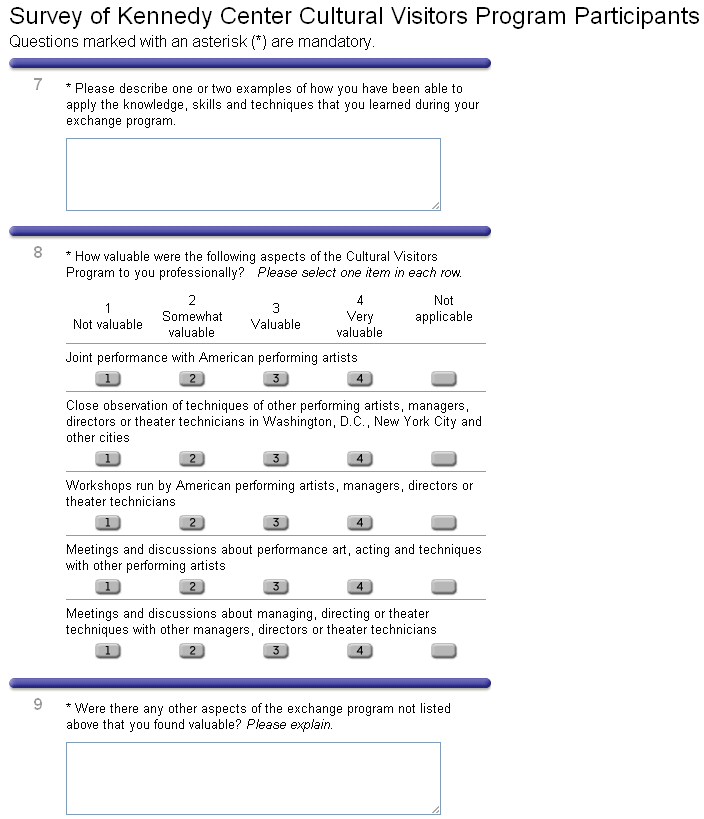 Survey of Kennedy Center Cultural Visitors Program Participants
Questions marked with an asterisk (*) are mandatory.
7
* Please describe one or two examples of how you have been able to
apply the knowledge, skills and techniques that you learned during your
exchange program.
8
* How valuable were the following aspects of the Cultural Visitors
Program to you professionally? Please select one item in each row.
1 Not valuable
2 Somewhat valuable
3 Valuable
4 Very valuable
Not applicable
Joint performance with American performing artists
1 2 3 4
Close observation of techniques of other performing artists, managers,
directors or theater technicians in Washington, D.C., New York City and
other cities
1 2 3 4
Workshops run by American performing artists, managers, directors or
theater technicians
1 2 3 4
Meetings and discussions about performance art, acting and techniques
with other performing artists
1 2 3 4
Meetings and discussions about managing, directing or theater
techniques with other managers, directors or theater technicians
1 2 3 4
9
* Were there any other aspects of the exchange program not listed
above that you found valuable? Please explain.